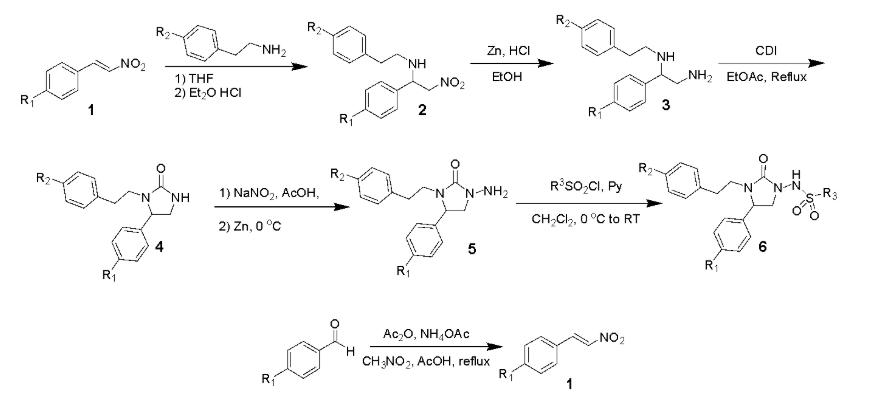 R₁
NO₂
1
R₂
NH₂
1) THF
2) Et₂O HCl
R₂
NH
NO₂
R₁
2
Zn, HCl
EtOH
R₂
NH
NH₂
R₁
3
CDI
EtOAc, Reflux
R₂
O
N
NH
R₁
4
1) NaNO₂, AcOH,
2) Zn, 0 °C
R₂
O
N
N
NH₂
R₁
5
R³SO₂Cl, Py
CH₂Cl₂, 0 °C to RT
R₂
O
N
N
NH
S
R₃
O
O
R₁
6
O
H
R₁
Ac₂O, NH₄OAc
CH₃NO₂, AcOH, reflux
NO₂
R₁
1